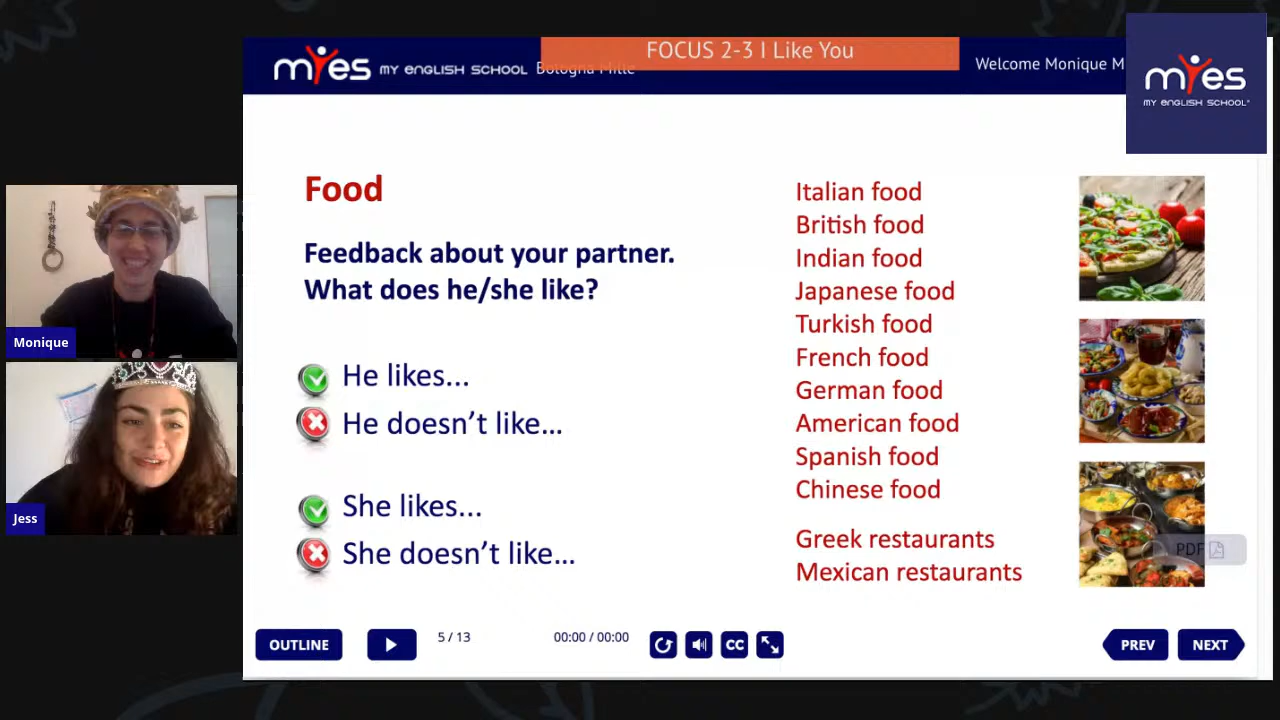 FOCUS 2-3 I Like You
myes MY ENGLISH SCHOOL Bologna Mille
Welcome Monique M
myes
MY ENGLISH SCHOOL
Food
Feedback about your partner.
What does he/she like?
He likes...
He doesn't like...
She likes...
She doesn't like...
Italian food
British food
Indian food
Japanese food
Turkish food
French food
German food
American food
Spanish food
Chinese food
Greek restaurants
Mexican restaurants
PDF
Monique
Jess
OUTLINE
5 / 13
00:00 / 00:00
CC
PREV
NEXT